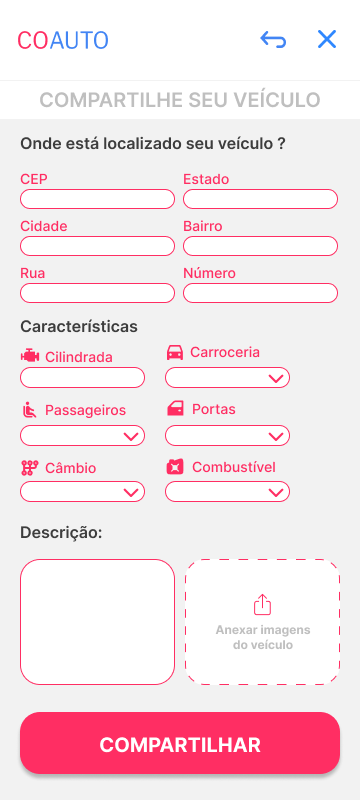 COAUTO
COMPARTILHE SEU VEÍCULO
Onde está localizado seu veículo ?
CEP
Estado
Cidade
Bairro
Rua
Número
Características
Cilindrada
Carroceria
Passageiros
Portas
Câmbio
Combustível
Descrição:
Anexar imagens
do veículo
COMPARTILHAR